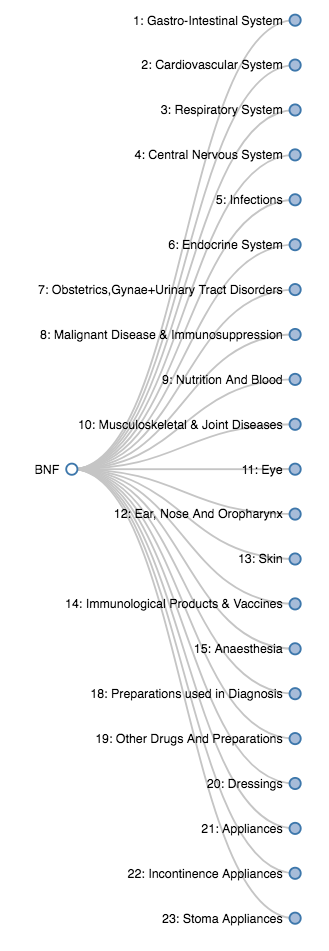 1: Gastro-Intestinal System
2: Cardiovascular System
3: Respiratory System
4: Central Nervous System
5: Infections
6: Endocrine System
7: Obstetrics,Gynae+Urinary Tract Disorders
8: Malignant Disease & Immunosuppression
9: Nutrition And Blood
10: Musculoskeletal & Joint Diseases
BNF
11: Eye
12: Ear, Nose And Oropharynx
13: Skin
14: Immunological Products & Vaccines
15: Anaesthesia
18: Preparations used in Diagnosis
19: Other Drugs And Preparations
20: Dressings
21: Appliances
22: Incontinence Appliances
23: Stoma Appliances